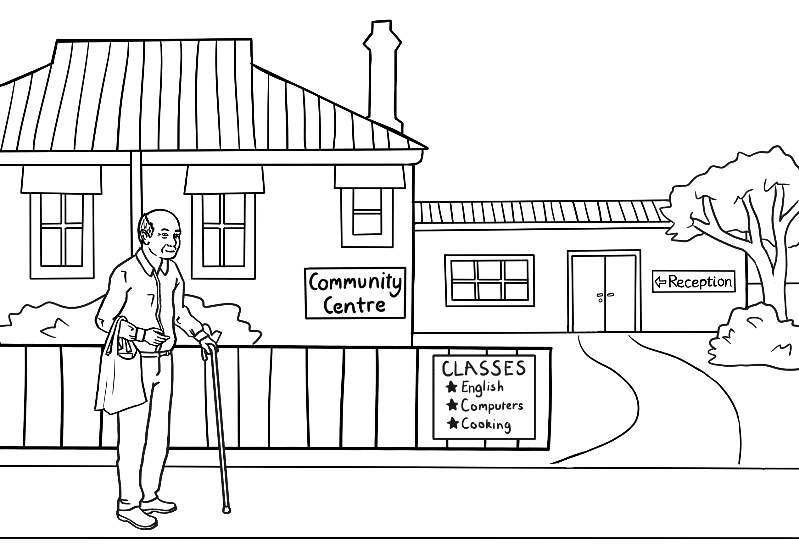 Community
Centre
⇦Reception
CLASSES
★ English
★ Computers
★ Cooking